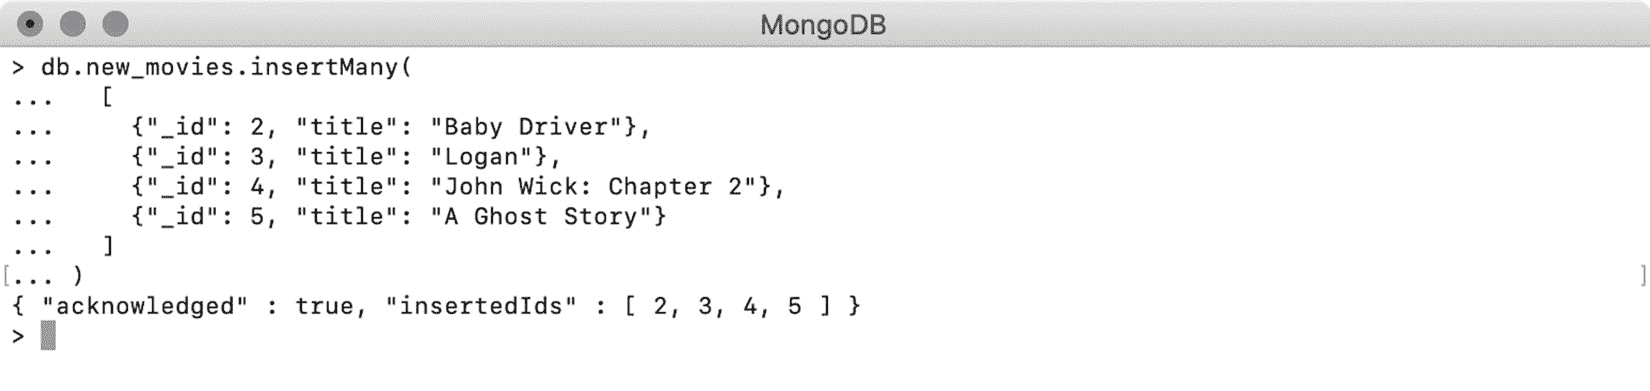 MongoDB
> db.new_movies.insertMany(
...   [
...     {"_id": 2, "title": "Baby Driver"},
...     {"_id": 3, "title": "Logan"},
...     {"_id": 4, "title": "John Wick: Chapter 2"},
...     {"_id": 5, "title": "A Ghost Story"}
...   ]
[... ) ]
{ "acknowledged" : true, "insertedIds" : [ 2, 3, 4, 5 ] }
>